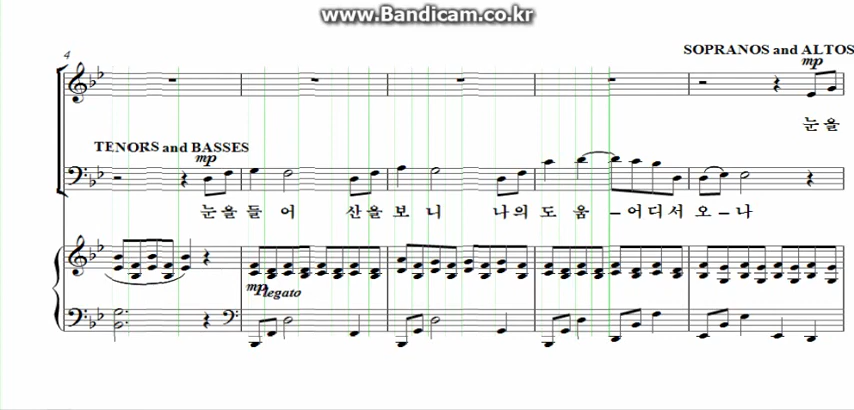 www.Bandicam.co.kr
4
SOPRANOS and ALTOS
mp
눈을
TENORS and BASSES
mp
눈을 들 어 산을 보 니 나의 도 움 – 어디서 오 – 나
mp legato